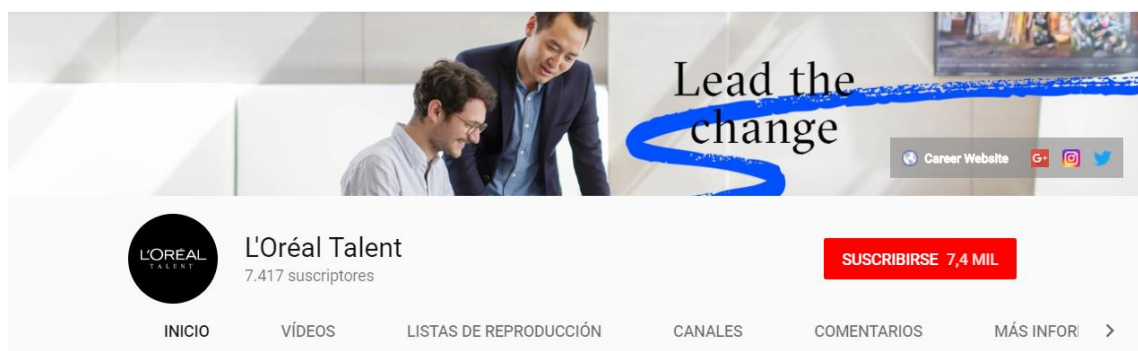 Lead the
change
Career Website
G+
L'ORÉAL
TALENT
L'Oréal Talent
7.417 suscriptores
SUSCRIBIRSE 7,4 MIL
INICIO VÍDEOS LISTAS DE REPRODUCCIÓN CANALES COMENTARIOS MÁS INFOR